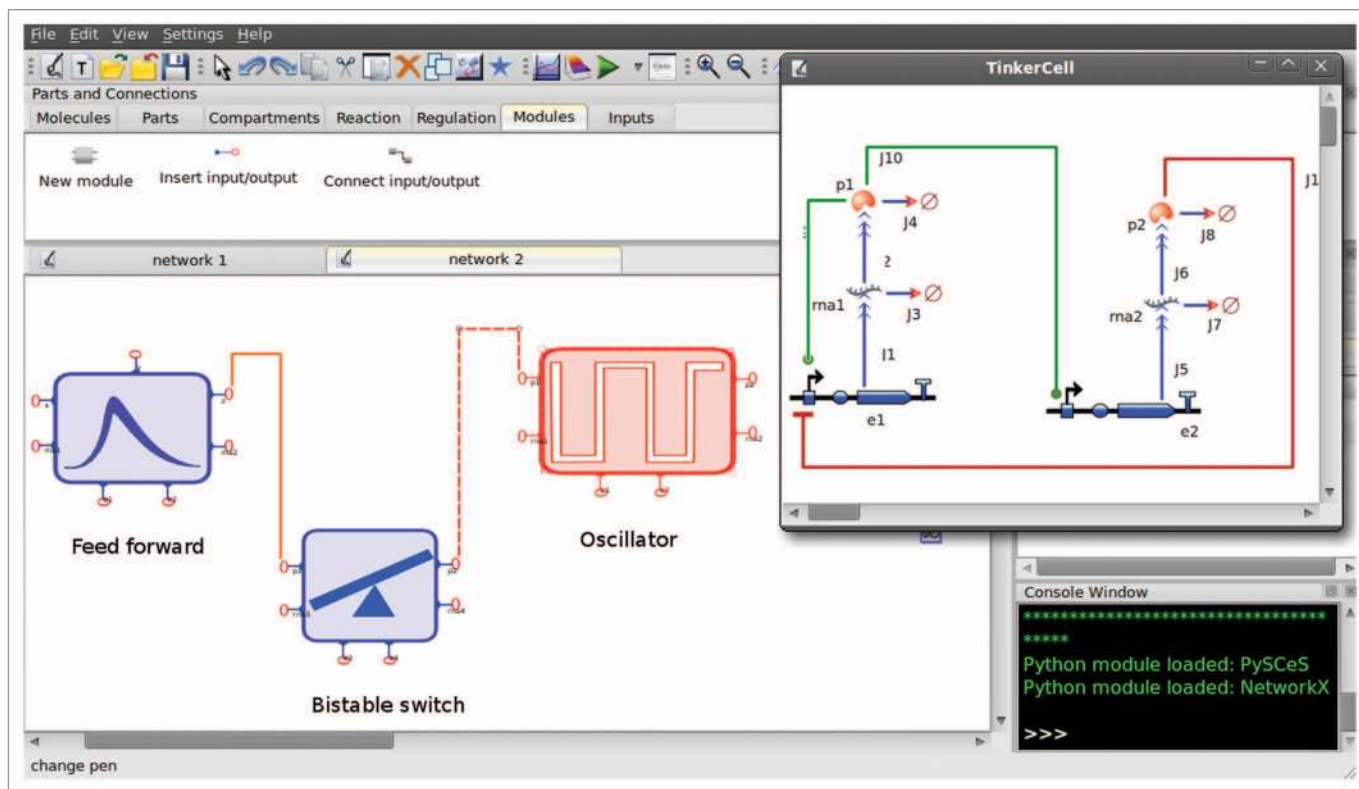 File Edit View Settings Help
Parts and Connections
Molecules Parts Compartments Reaction Regulation Modules Inputs
New module Insert input/output Connect input/output
network 1 network 2
Feed forward
Bistable switch
Oscillator
TinkerCell
J10
J1
p1
J4
p2
J8
2
J6
rna1
J3
rna2
J7
J1
J5
e1
e2
Console Window
**********************************
*****
Python module loaded: PySCeS
Python module loaded: NetworkX
>>>
change pen